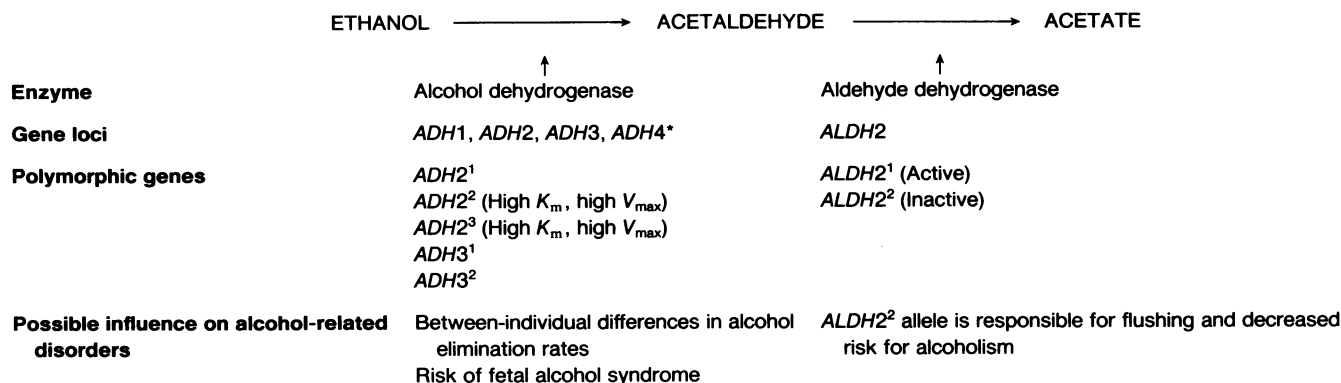 ETHANOL ACETALDEHYDE ACETATE
Enzyme Alcohol dehydrogenase Aldehyde dehydrogenase
Gene loci ADH1, ADH2, ADH3, ADH4* ALDH2
Polymorphic genes ADH2¹ ALDH2¹ (Active)
ADH2² (High Km, high Vmax) ALDH2² (Inactive)
ADH2³ (High Km, high Vmax)
ADH3¹
ADH3²
Possible influence on alcohol-related Between-individual differences in alcohol ALDH2² allele is responsible for flushing and decreased
disorders elimination rates risk for alcoholism
Risk of fetal alcohol syndrome